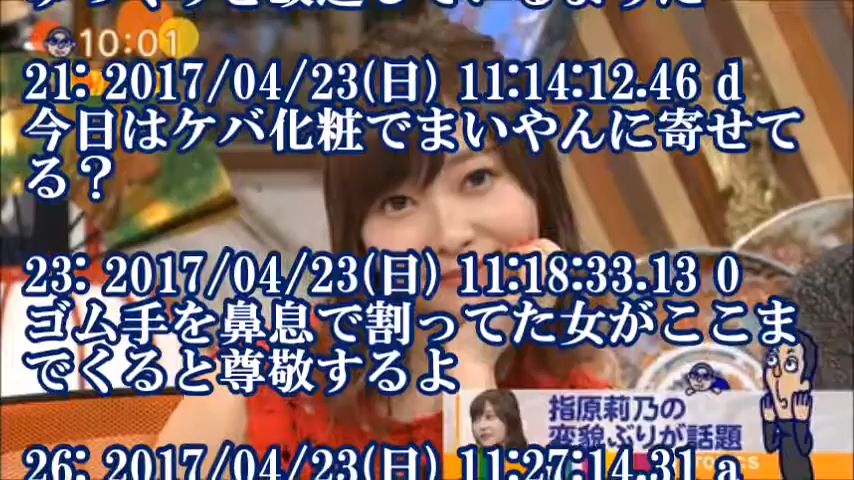 10:01
21: 2017/04/23(日) 11:14:12.46 d
今日はケバ化粧でまいやんに寄せて
る？
23: 2017/04/23(日) 11:18:33.13 0
ゴム手を鼻息で割ってた女がここま
でくると尊敬するよ
指原莉乃の
変貌ぶりが話題
26: 2017/04/23(日) 11:27:14.31 a